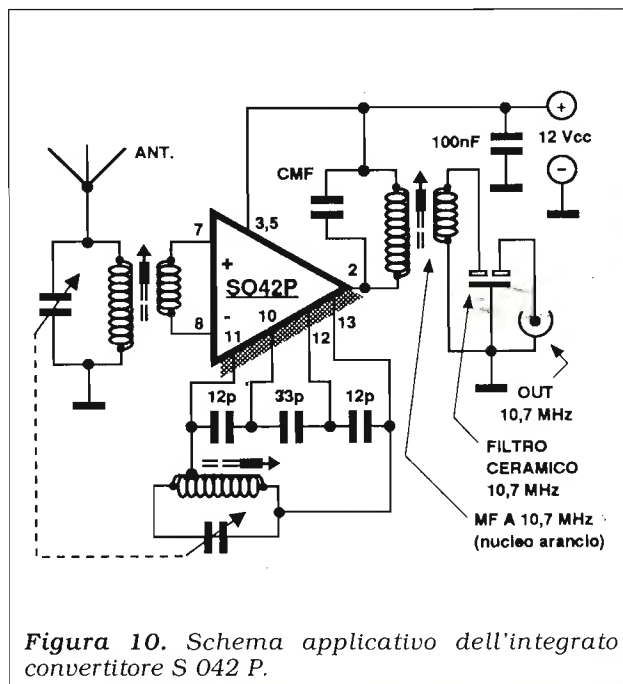 ANT.
CMF
100nF
+
12 Vcc
−
7
3,5
+
SO42P
2
-
8
11
10
12
13
12p
33p
12p
OUT
10,7 MHz
FILTRO
CERAMICO
10,7 MHz
MF A 10,7 MHz
(nucleo arancio)
Figura 10. Schema applicativo dell'integrato
convertitore S 042 P.